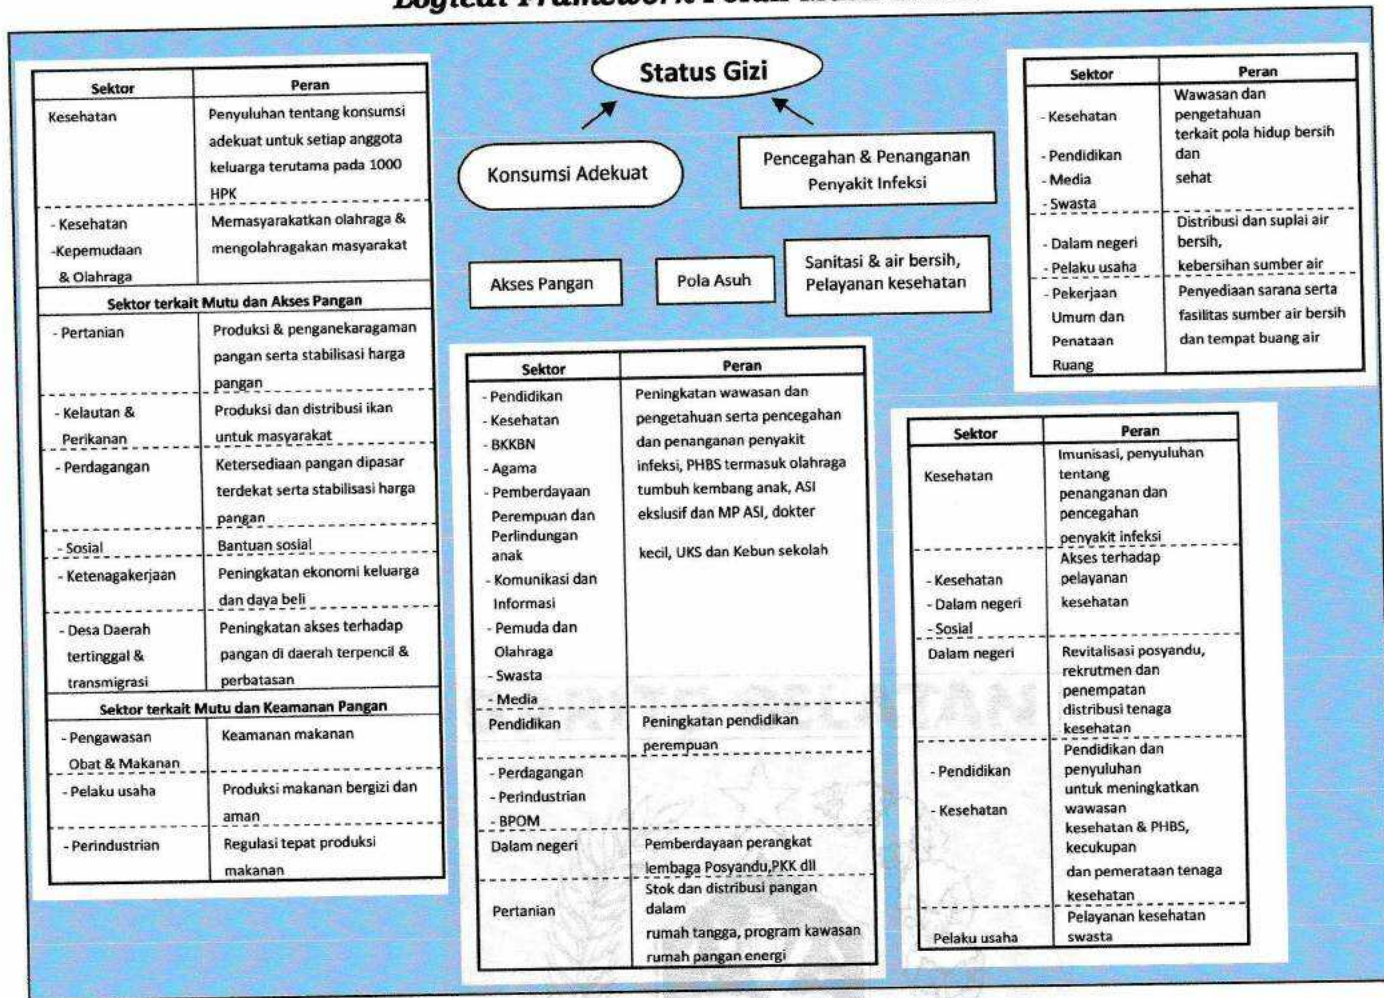 Logical Framework Peran
Status Gizi
Konsumsi Adekuat
Pencegahan & Penanganan
Penyakit Infeksi
Akses Pangan
Pola Asuh
Sanitasi & air bersih,
Pelayanan kesehatan
Sektor Peran
Kesehatan Penyuluhan tentang konsumsi
adekuat untuk setiap anggota
keluarga terutama pada 1000
HPK
- Kesehatan Memasyarakatkan olahraga &
-Kepemudaan mengolahragakan masyarakat
& Olahraga
Sektor terkait Mutu dan Akses Pangan
- Pertanian Produksi & penganekaragaman
pangan serta stabilisasi harga
pangan
- Kelautan & Produksi dan distribusi ikan
Perikanan untuk masyarakat
- Perdagangan Ketersediaan pangan dipasar
terdekat serta stabilisasi harga
pangan
- Sosial Bantuan sosial
- Ketenagakerjaan Peningkatan ekonomi keluarga
dan daya beli
- Desa Daerah Peningkatan akses terhadap
tertinggal & pangan di daerah terpencil &
transmigrasi perbatasan
Sektor terkait Mutu dan Keamanan Pangan
- Pengawasan Keamanan makanan
Obat & Makanan
- Pelaku usaha Produksi makanan bergizi dan
aman
- Perindustrian Regulasi tepat produksi
makanan
Sektor Peran
- Pendidikan Peningkatan wawasan dan
- Kesehatan pengetahuan serta pencegahan
- BKKBN dan penanganan penyakit
- Agama infeksi, PHBS termasuk olahraga
- Pemberdayaan tumbuh kembang anak, ASI
Perempuan dan ekslusif dan MP ASI, dokter
Perlindungan
anak kecil, UKS dan Kebun sekolah
- Komunikasi dan
Informasi
- Pemuda dan
Olahraga
- Swasta
- Media
Pendidikan Peningkatan pendidikan
perempuan
- Perdagangan
- Perindustrian
- BPOM
Dalam negeri Pemberdayaan perangkat
lembaga Posyandu,PKK dll
Stok dan distribusi pangan
Pertanian dalam
rumah tangga, program kawasan
rumah pangan energi
Sektor Peran
Wawasan dan
- Kesehatan pengetahuan
terkait pola hidup bersih
- Pendidikan dan
- Media sehat
- Swasta
Distribusi dan suplai air
- Dalam negeri bersih,
- Pelaku usaha kebersihan sumber air
- Pekerjaan Penyediaan sarana serta
Umum dan fasilitas sumber air bersih
Penataan dan tempat buang air
Ruang
Sektor Peran
Imunisasi, penyuluhan
Kesehatan tentang
penanganan dan
pencegahan
penyakit infeksi
Akses terhadap
- Kesehatan pelayanan
- Dalam negeri kesehatan
- Sosial
Dalam negeri Revitalisasi posyandu,
rekrutmen dan
penempatan
distribusi tenaga
kesehatan
Pendidikan dan
- Pendidikan penyuluhan
untuk meningkatkan
- Kesehatan wawasan
kesehatan & PHBS,
kecukupan
dan pemerataan tenaga
kesehatan
Pelayanan kesehatan
Pelaku usaha swasta